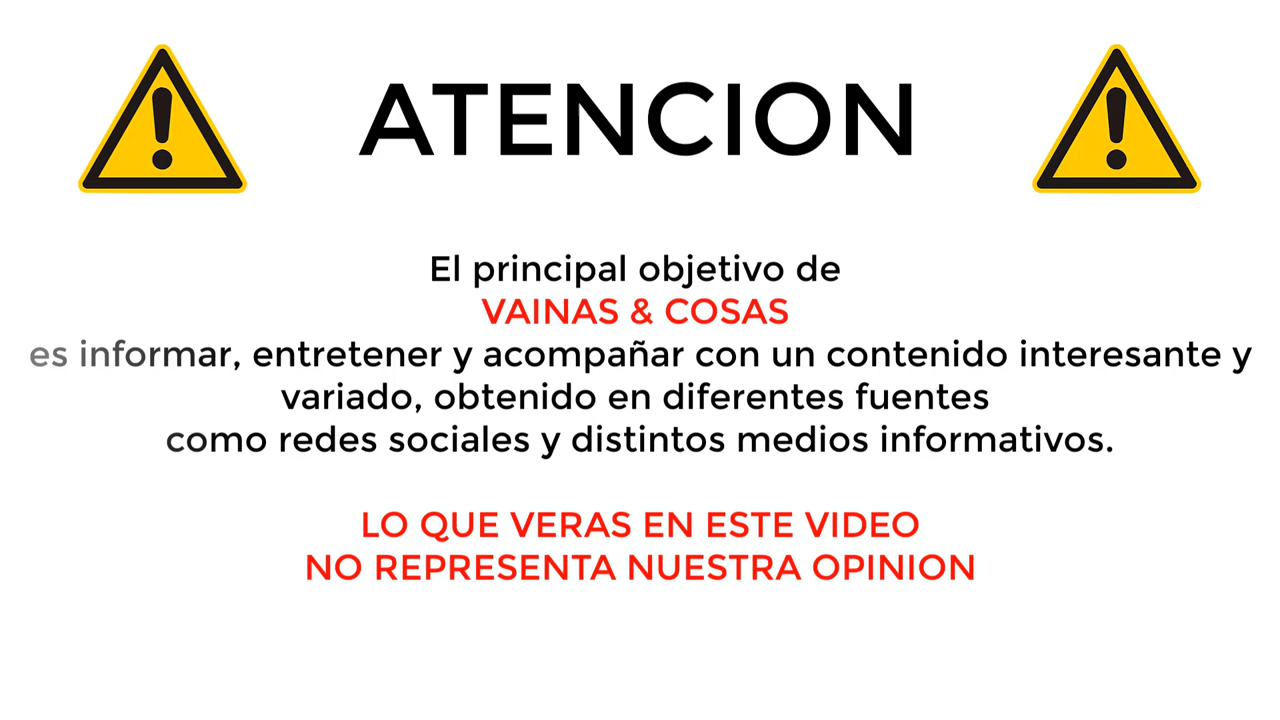 ATENCION
El principal objetivo de
VAINAS & COSAS
es informar, entretener y acompañar con un contenido interesante y
variado, obtenido en diferentes fuentes
como redes sociales y distintos medios informativos.
LO QUE VERAS EN ESTE VIDEO
NO REPRESENTA NUESTRA OPINION